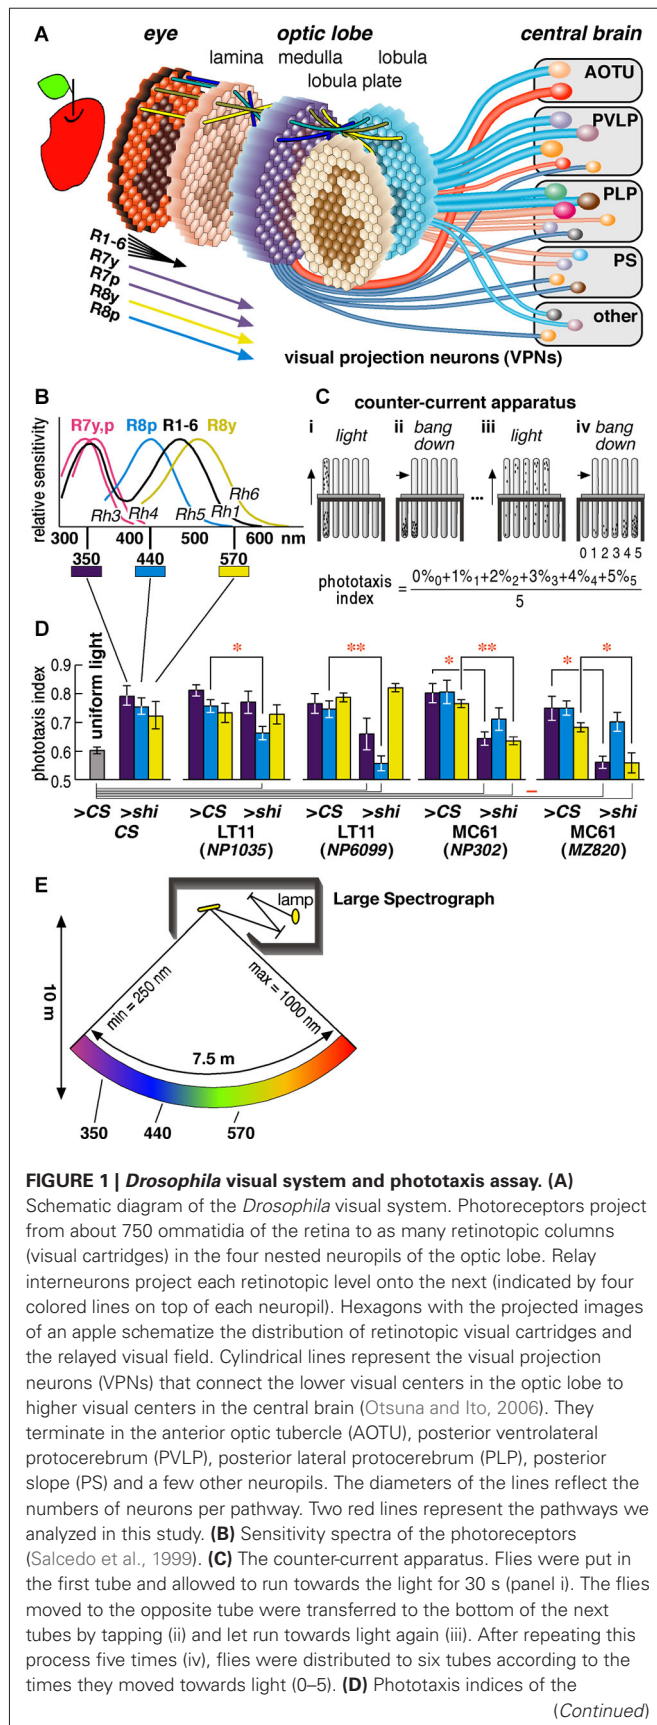 A
eye
optic lobe
central brain
lamina
medulla
lobula
lobula plate
AOTU
PVLP
PLP
PS
other
R1-6
R7y
R7p
R8y
R8p
visual projection neurons (VPNs)
B
relative sensitivity
R7y,p
R8p
R1-6
R8y
Rh3
Rh4
Rh5
Rh1
Rh6
300
400
500
600
nm
350
440
570
C
counter-current apparatus
i
light
ii
bang
down
...
iii
light
iv
bang
down
0 1 2 3 4 5
phototaxis
index
= 0%0+1%1+2%2+3%3+4%4+5%5
5
D
phototaxis index
0.9
0.8
0.7
0.6
0.5
uniform light
*
**
*
**
*
*
>CS >shi >CS >shi >CS >shi >CS >shi >CS >shi
CS
LT11
(NP1035)
LT11
(NP6099)
MC61
(NP302)
MC61
(MZ820)
E
lamp
Large Spectrograph
10 m
min = 250 nm
max = 1000 nm
7.5 m
350
440
570
FIGURE 1 | Drosophila visual system and phototaxis assay. (A)
Schematic diagram of the Drosophila visual system. Photoreceptors project
from about 750 ommatidia of the retina to as many retinotopic columns
(visual cartridges) in the four nested neuropils of the optic lobe. Relay
interneurons project each retinotopic level onto the next (indicated by four
colored lines on top of each neuropil). Hexagons with the projected images
of an apple schematize the distribution of retinotopic visual cartridges and
the relayed visual field. Cylindrical lines represent the visual projection
neurons (VPNs) that connect the lower visual centers in the optic lobe to
higher visual centers in the central brain (Otsuna and Ito, 2006). They
terminate in the anterior optic tubercle (AOTU), posterior ventrolateral
protocerebrum (PVLP), posterior lateral protocerebrum (PLP), posterior
slope (PS) and a few other neuropils. The diameters of the lines reflect the
numbers of neurons per pathway. Two red lines represent the pathways we
analyzed in this study. (B) Sensitivity spectra of the photoreceptors
(Salcedo et al., 1999). (C) The counter-current apparatus. Flies were put in
the first tube and allowed to run towards the light for 30 s (panel i). The flies
moved to the opposite tube were transferred to the bottom of the next
tubes by tapping (ii) and let run towards light again (iii). After repeating this
process five times (iv), flies were distributed to six tubes according to the
times they moved towards light (0–5). (D) Phototaxis indices of the
(Continued)